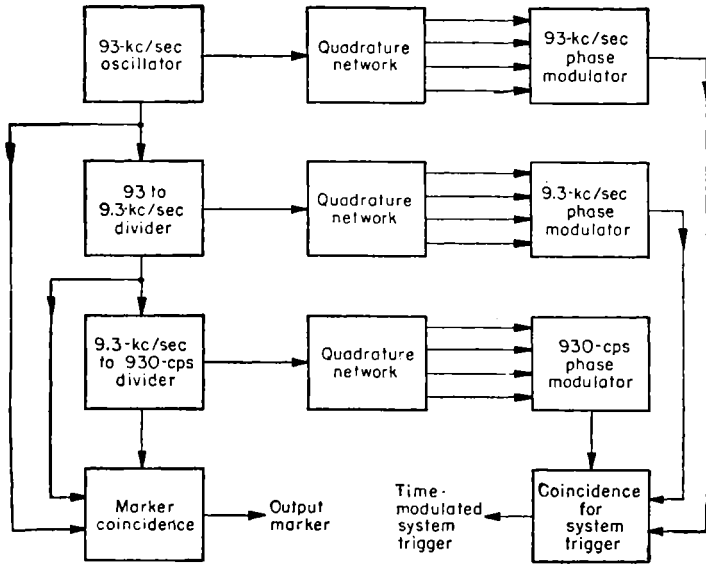 93-kc/sec
oscillator
Quadrature
network
93-kc/sec
phase
modulator
93 to
9.3-kc/sec
divider
Quadrature
network
9.3-kc/sec
phase
modulator
9.3-kc/sec
to 930-cps
divider
Quadrature
network
930-cps
phase
modulator
Marker
coincidence
Output
marker
Time-
modulated
system
trigger
Coincidence
for
system
trigger